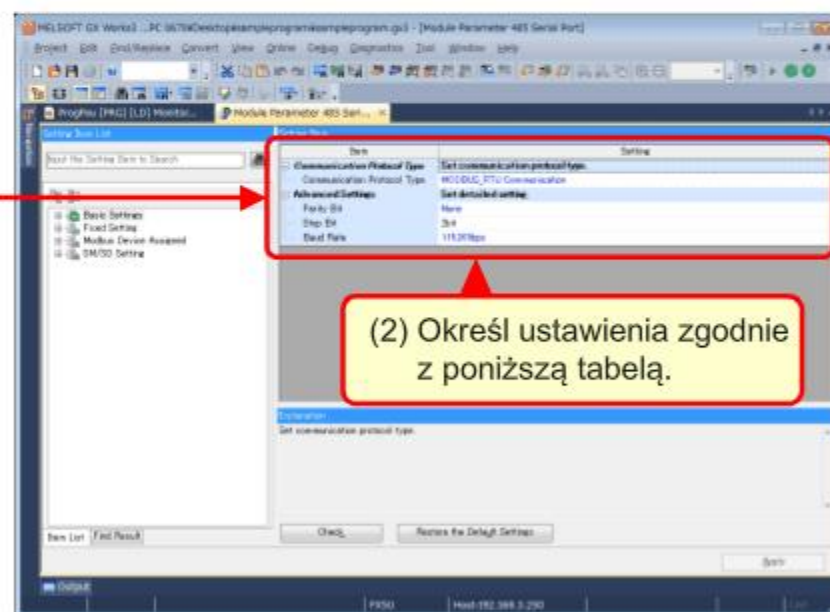 MELSOFT GX Works3 ...PC 0679¥Desktop¥sampleprogram¥sampleprogram.gx3 - [Module Parameter 485 Serial Port]
Project Edit Find/Replace Convert View Online Debug Diagnostics Tool Window Help
ProgPou [PRG] [LD] Monitor... Module Parameter 485 Seri...
Setting Item List
Setting Item
Input the Setting Item to Search
Item Setting
Communication Protocol Type Set communication protocol type.
Communication Protocol Type MODBUS_RTU Communication
Advanced Settings Set detailed setting
Parity Bit None
Stop Bit 2bit
Baud Rate 115,200bps
Basic Settings
Fixed Setting
Modbus Device Assigned
SM/SD Setting
(2) Określ ustawienia zgodnie
z poniższą tabelą.
Explanation
Set communication protocol type.
Item List Find Result
Check
Restore the Default Settings
Apply
Output
FX5U Host-192.168.3.250